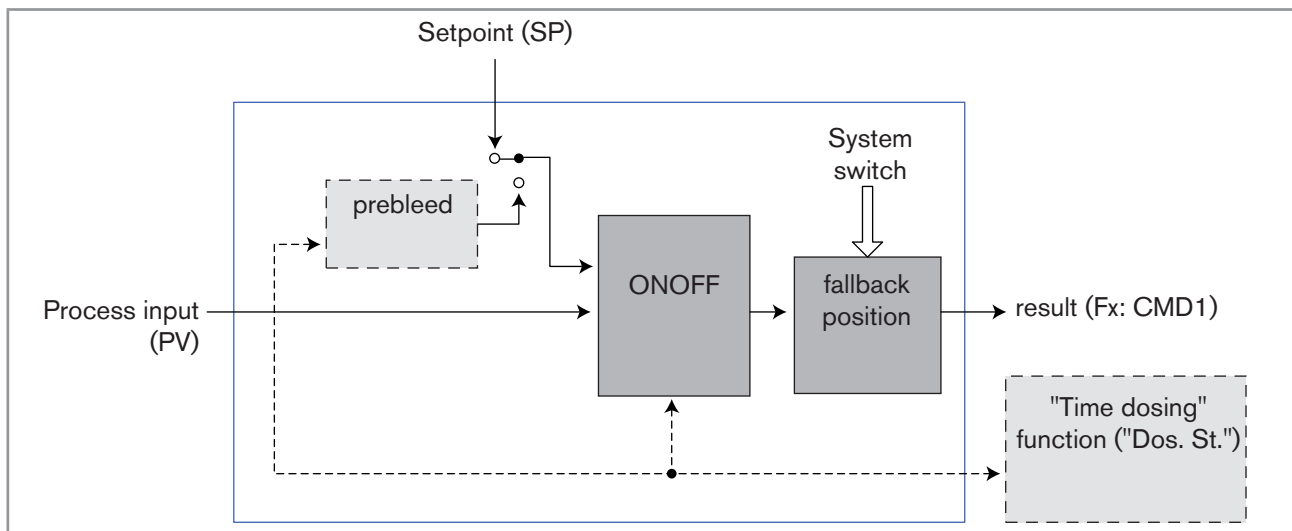 Setpoint (SP)
System
switch
prebleed
ONOFF
fallback
position
Process input
(PV)
result (Fx: CMD1)
"Time dosing"
function ("Dos. St.")